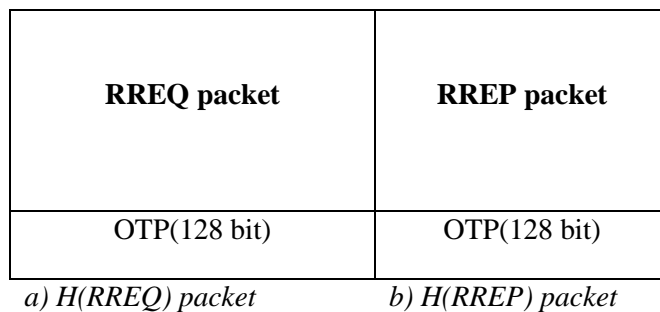 RREQ packet RREP packet
OTP(128 bit) OTP(128 bit)
a) H(RREQ) packet b) H(RREP) packet